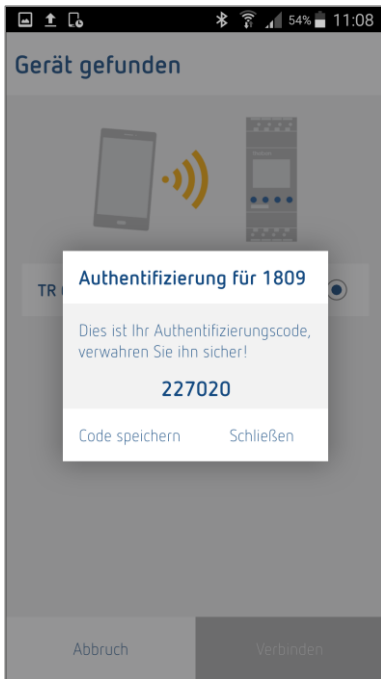 54% 11:08
Gerät gefunden
TR
Authentifizierung für 1809
Dies ist Ihr Authentifizierungscode,
verwahren Sie ihn sicher!
227020
Code speichern Schließen
Abbruch Verbinden